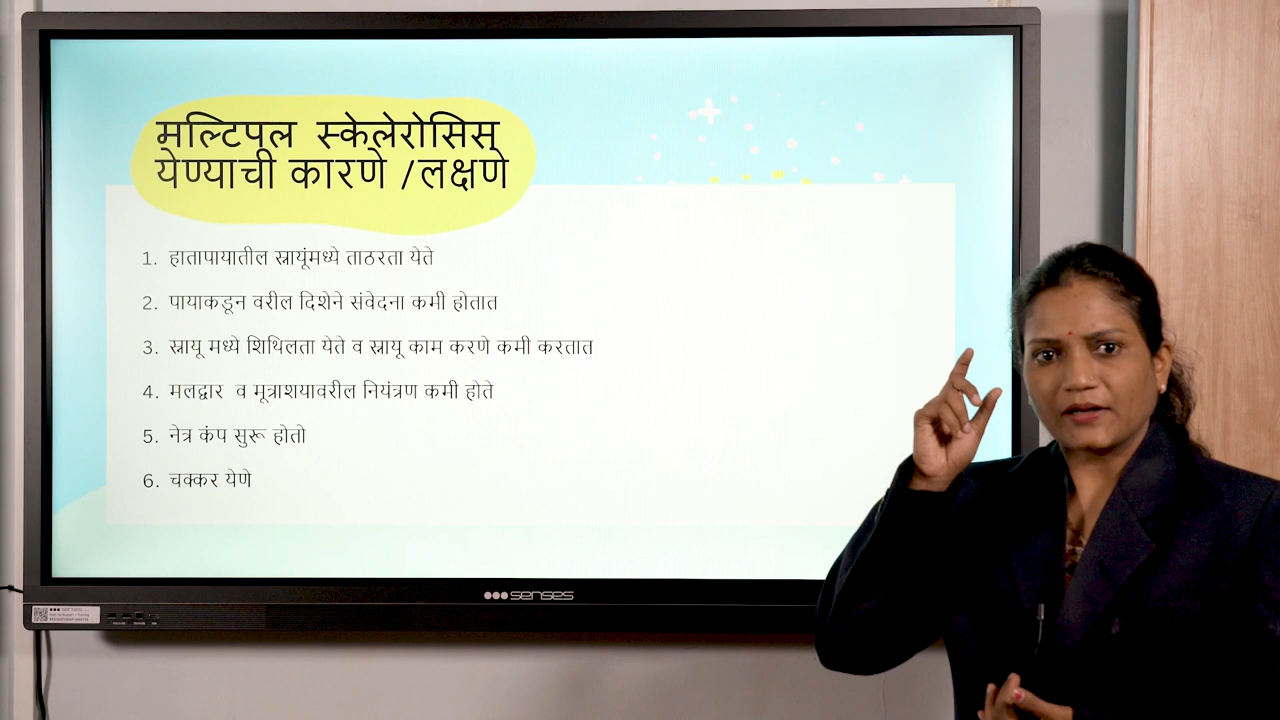 मल्टिपल स्केलेरोसिस्
येण्याची कारणे /लक्षणे
1. हातापायातील स्नायूंमध्ये ताठरता येते
2. पायाकडून वरील दिशेने संवेदना कमी होतात
3. स्नायू मध्ये शिथिलता येते व स्नायू काम करणे कमी करतात
4. मलद्वार व मूत्राशयावरील नियंत्रण कमी होते
5. नेत्र कंप सुरू होतो
6. चक्कर येणे
senses